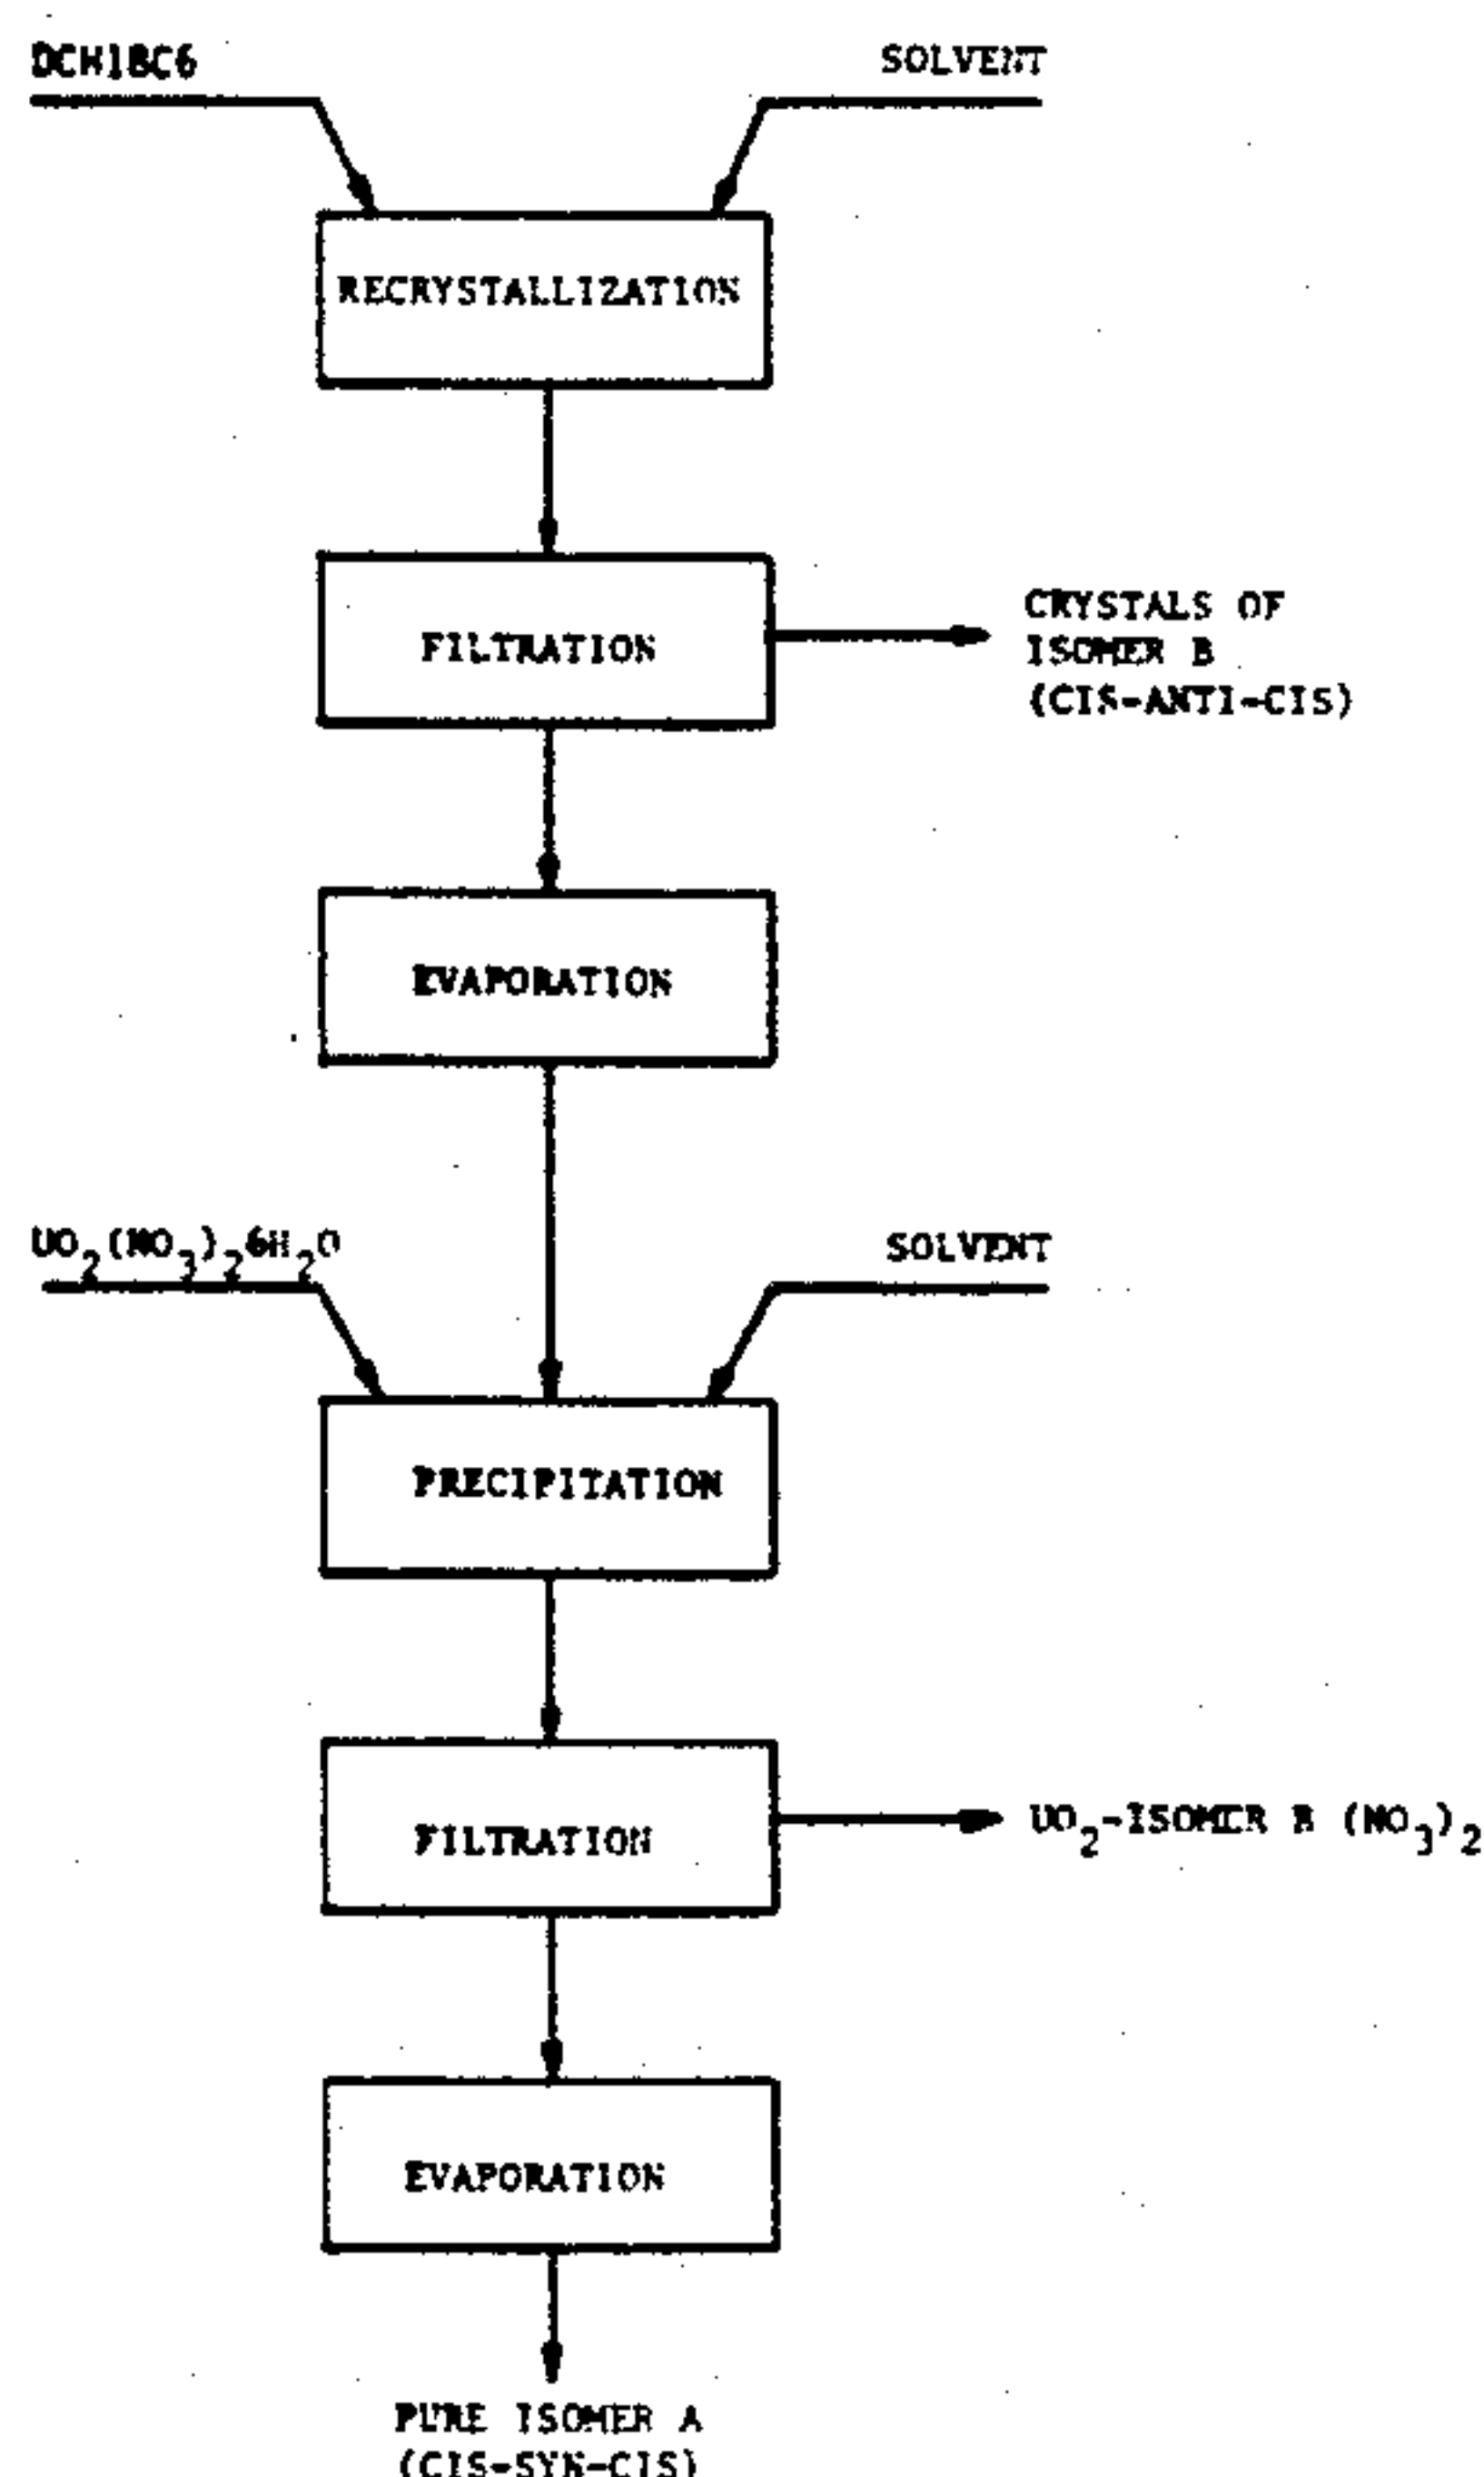 DCH18C6
SOLVENT
RECRYSTALLIZATION
FILTRATION
CRYSTALS OF
ISOMER B
(CIS-ANTI-CIS)
EVAPORATION
UO2(NO3)26H2O
SOLVENT
PRECIPITATION
FILTRATION
UO2-ISOMER B (NO3)2
EVAPORATION
PURE ISOMER A
(CIS-SYN-CIS)